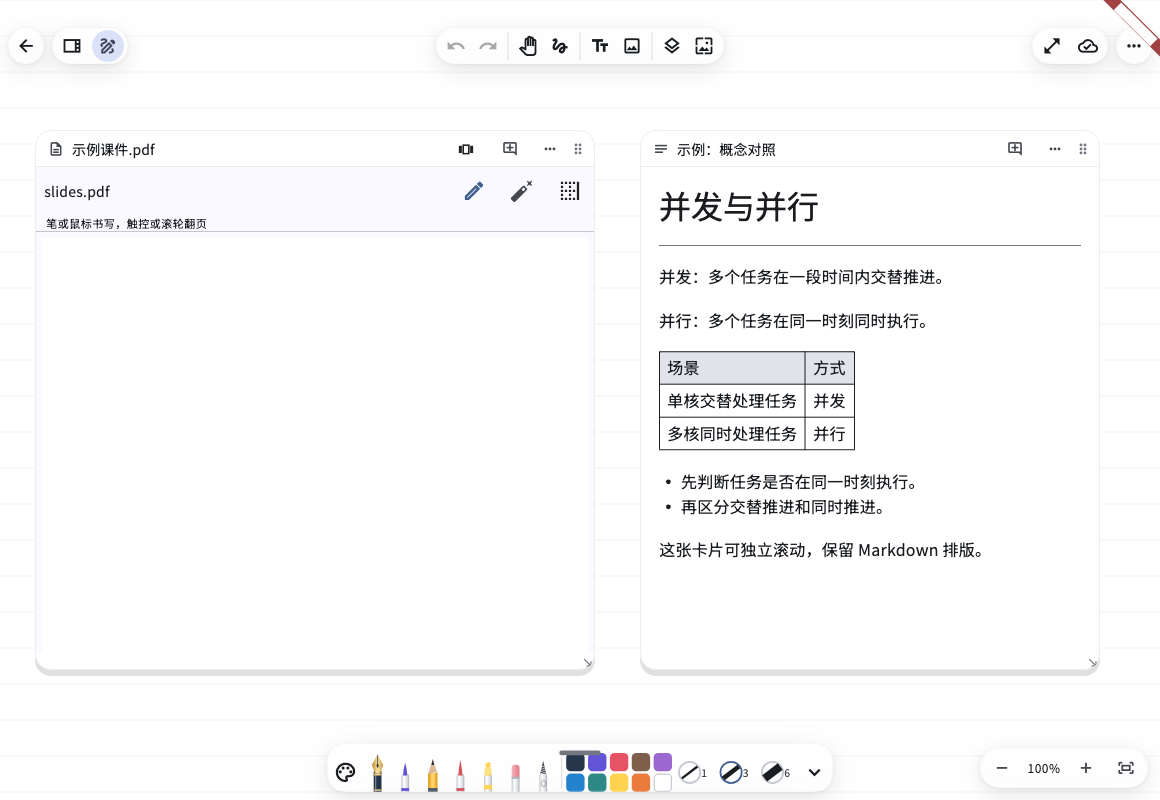 示例课件.pdf
slides.pdf
笔或鼠标书写，触控或滚轮翻页
示例：概念对照
并发与并行
并发：多个任务在一段时间内交替推进。
并行：多个任务在同一时刻同时执行。
场景 方式
单核交替处理任务 并发
多核同时处理任务 并行
• 先判断任务是否在同一时刻执行。
• 再区分交替推进和同时推进。
这张卡片可独立滚动，保留 Markdown 排版。
1 3 6
100%